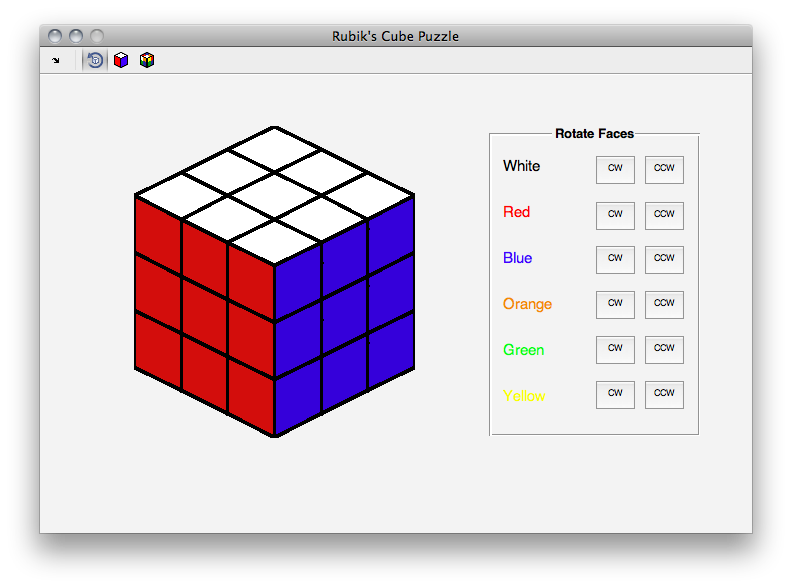 Rubik's Cube Puzzle
Rotate Faces
White CW CCW
Red CW CCW
Blue CW CCW
Orange CW CCW
Green CW CCW
Yellow CW CCW